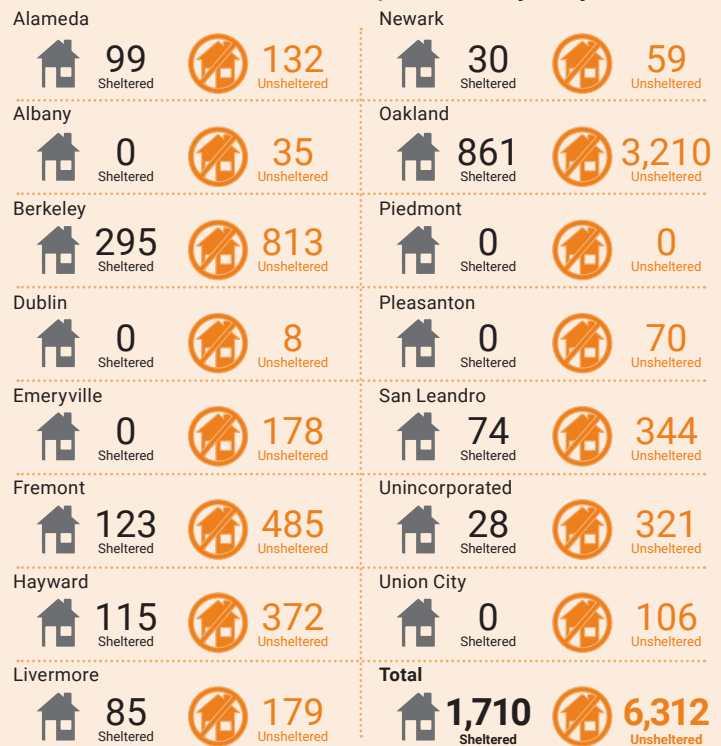 Alameda
99
Sheltered
132
Unsheltered
Albany
0
Sheltered
35
Unsheltered
Berkeley
295
Sheltered
813
Unsheltered
Dublin
0
Sheltered
8
Unsheltered
Emeryville
0
Sheltered
178
Unsheltered
Fremont
123
Sheltered
485
Unsheltered
Hayward
115
Sheltered
372
Unsheltered
Livermore
85
Sheltered
179
Unsheltered
Newark
30
Sheltered
59
Unsheltered
Oakland
861
Sheltered
3,210
Unsheltered
Piedmont
0
Sheltered
0
Unsheltered
Pleasanton
0
Sheltered
70
Unsheltered
San Leandro
74
Sheltered
344
Unsheltered
Unincorporated
28
Sheltered
321
Unsheltered
Union City
0
Sheltered
106
Unsheltered
Total
1,710
Sheltered
6,312
Unsheltered